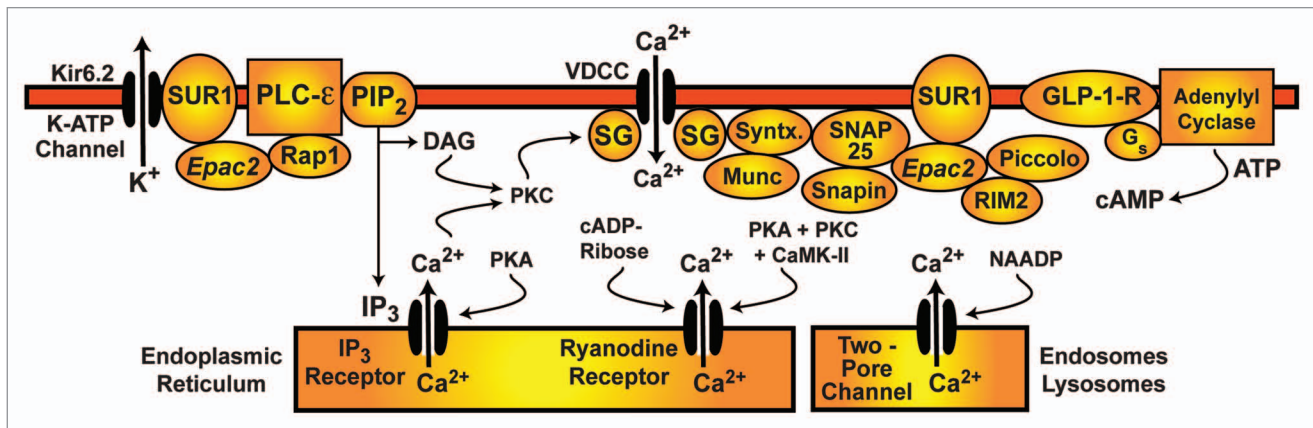 Kir6.2
K-ATP
Channel
K+
SUR1
Epac2
PLC-ε
Rap1
PIP2
DAG
PKC
IP3
VDCC
Ca2+
Ca2+
SG
SG
Syntx.
Munc
SNAP
25
Snapin
SUR1
Epac2
Piccolo
RIM2
GLP-1-R
Gs
Adenylyl
Cyclase
ATP
cAMP
Ca2+
PKA
cADP-
Ribose
Ca2+
PKA + PKC
+ CaMK-II
Ca2+
NAADP
Endoplasmic
Reticulum
IP3
Receptor
Ca2+
Ryanodine
Receptor
Ca2+
Two -
Pore
Channel
Ca2+
Endosomes
Lysosomes